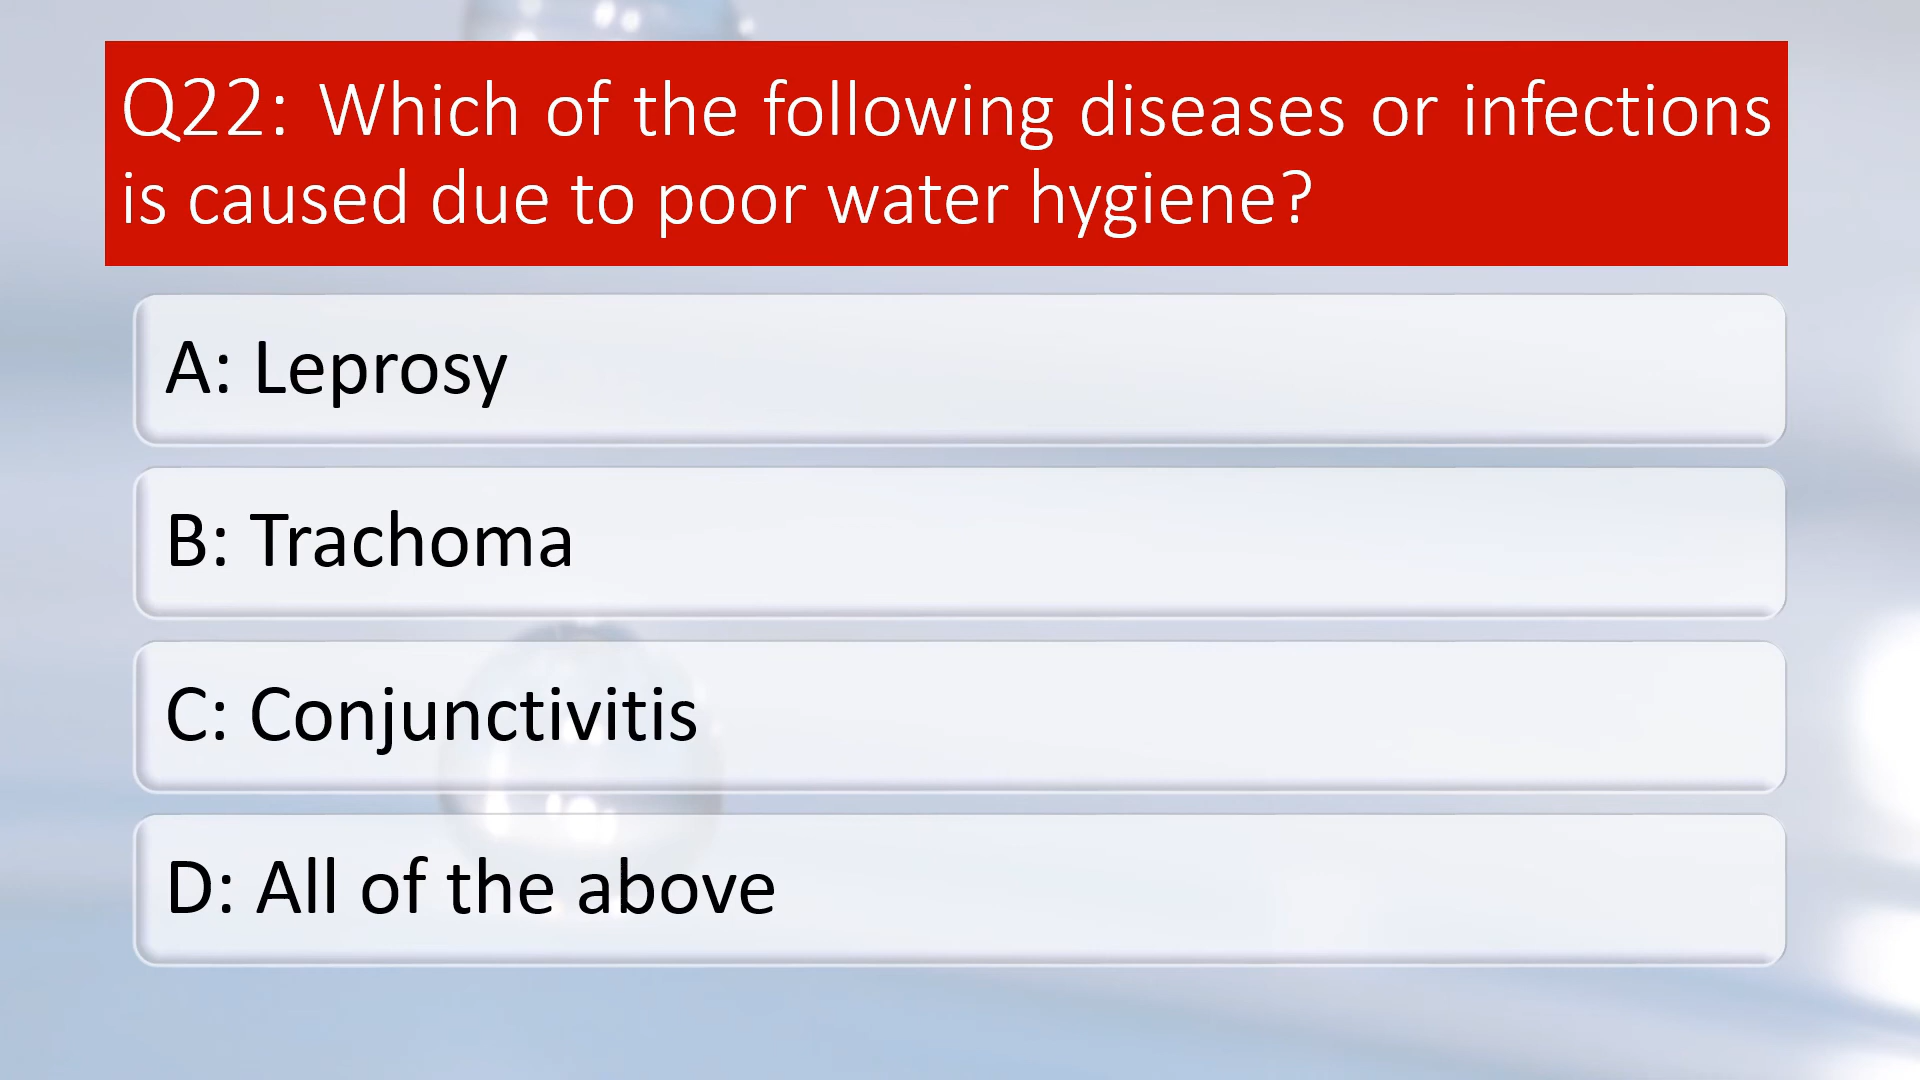 Q22: Which of the following diseases or infections
is caused due to poor water hygiene?
A: Leprosy
B: Trachoma
C: Conjunctivitis
D: All of the above